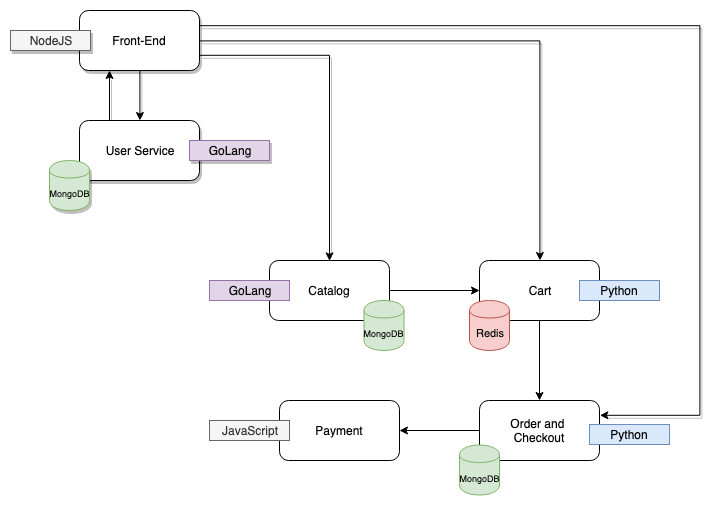 NodeJS
Front-End
User Service
GoLang
MongoDB
GoLang
Catalog
MongoDB
Cart
Python
Redis
JavaScript
Payment
Order and
Checkout
Python
MongoDB